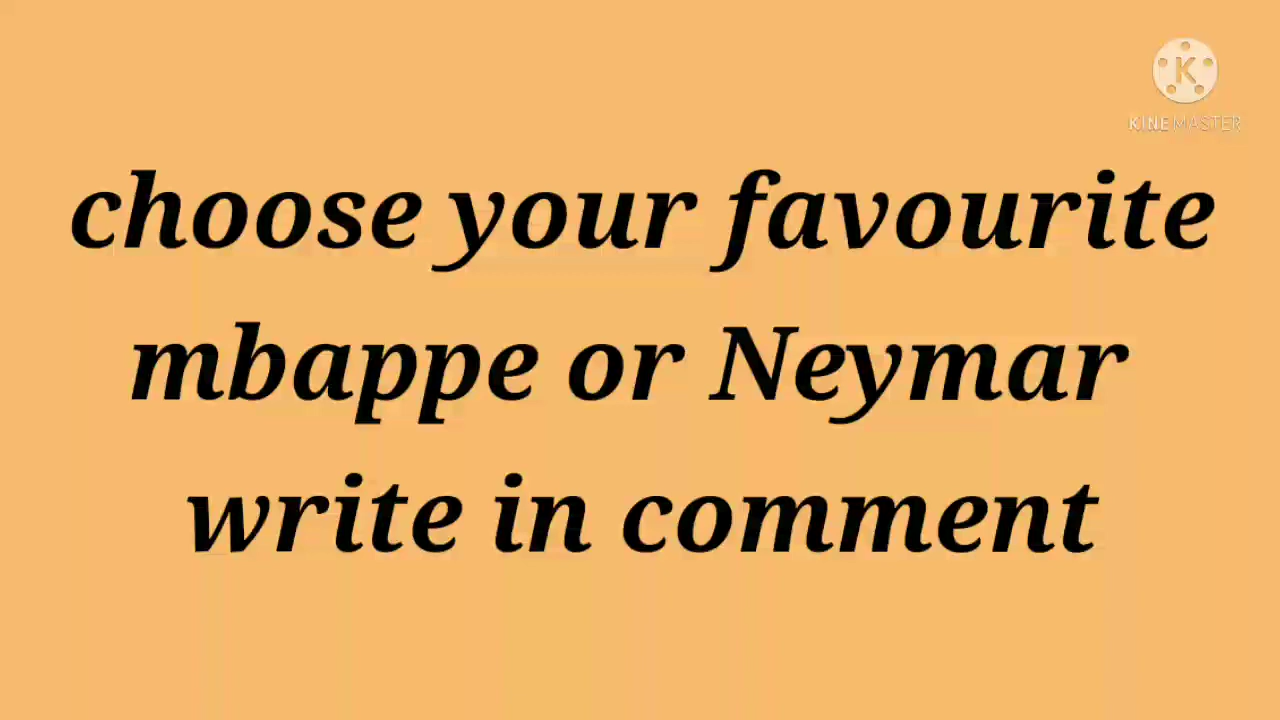 K
KINEMASTER
choose your favourite
mbappe or Neymar
write in comment